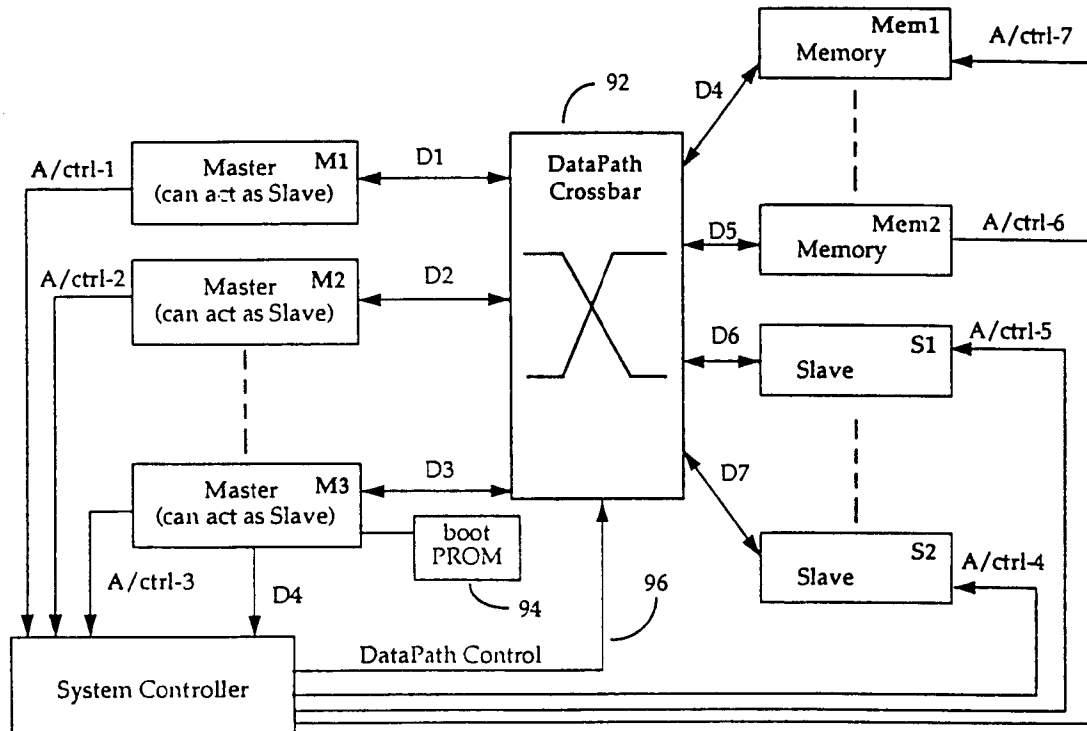 Mem1
Memory
A/ctrl-7
92
D4
A/ctrl-1
Master M1
(can act as Slave)
D1
DataPath
Crossbar
Mem2
Memory
A/ctrl-6
D5
A/ctrl-2
Master M2
(can act as Slave)
D2
D6
S1
Slave
A/ctrl-5
Master M3
(can act as Slave)
D3
D7
boot
PROM
S2
Slave
A/ctrl-4
A/ctrl-3
D4
94
96
DataPath Control
System Controller